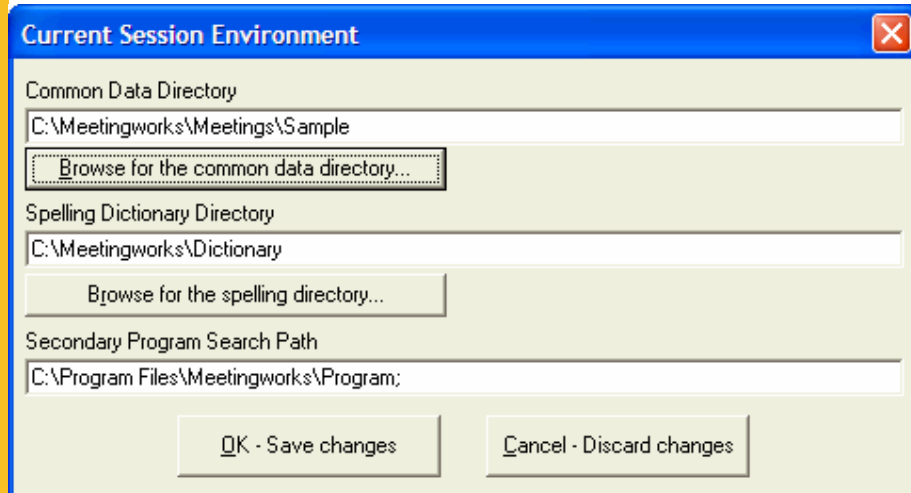 Current Session Environment
Common Data Directory
C:\Meetingworks\Meetings\Sample
Browse for the common data directory...
Spelling Dictionary Directory
C:\Meetingworks\Dictionary
Browse for the spelling directory...
Secondary Program Search Path
C:\Program Files\Meetingworks\Program;
OK - Save changes
Cancel - Discard changes